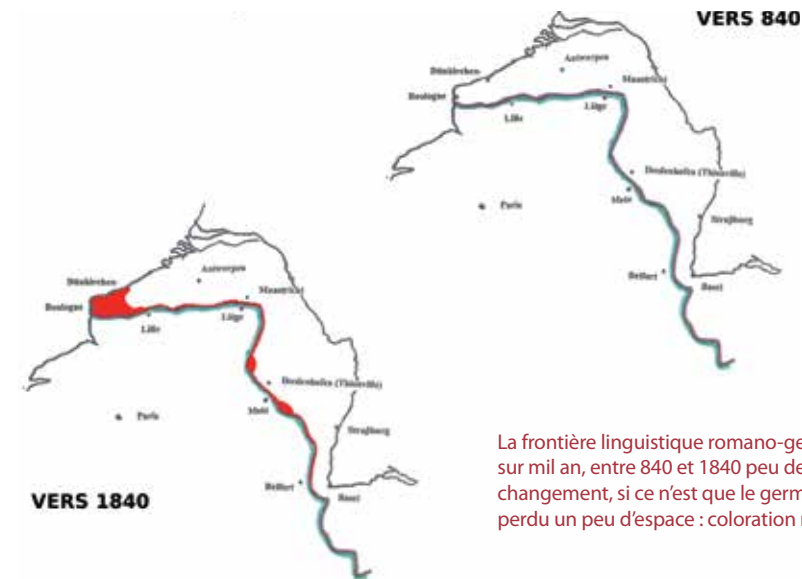 VERS 840
Antwerpen
Dünkirchen
Maastricht
Boulogne
Lille
Liége
Diedenhofen (Thionville)
Metz
Paris
Straßburg
Belfort
Basel
Antwerpen
Dünkirchen
Maastricht
Boulogne
Lille
Liége
Diedenhofen (Thionville)
Metz
Paris
Straßburg
Belfort
Basel
VERS 1840
La frontière linguistique romano-ge
sur mil an, entre 840 et 1840 peu de
changement, si ce n’est que le germ
perdu un peu d’espace : coloration r